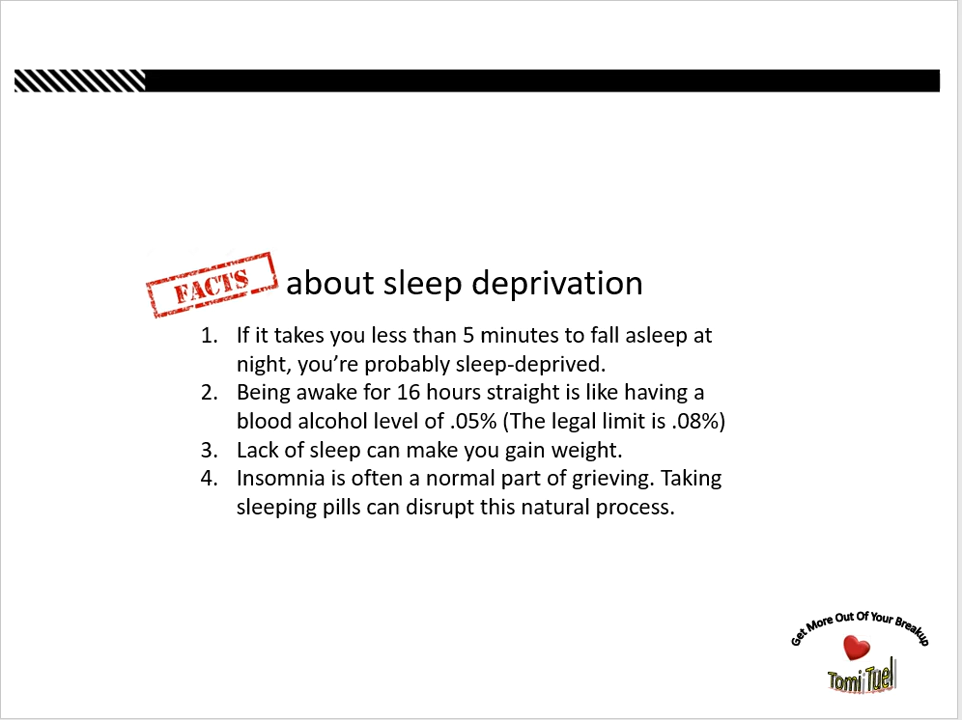 FACTS about sleep deprivation
1. If it takes you less than 5 minutes to fall asleep at
night, you’re probably sleep-deprived.
2. Being awake for 16 hours straight is like having a
blood alcohol level of .05% (The legal limit is .08%)
3. Lack of sleep can make you gain weight.
4. Insomnia is often a normal part of grieving. Taking
sleeping pills can disrupt this natural process.
Get More Out Of Your Breakup
Tomi Tuel